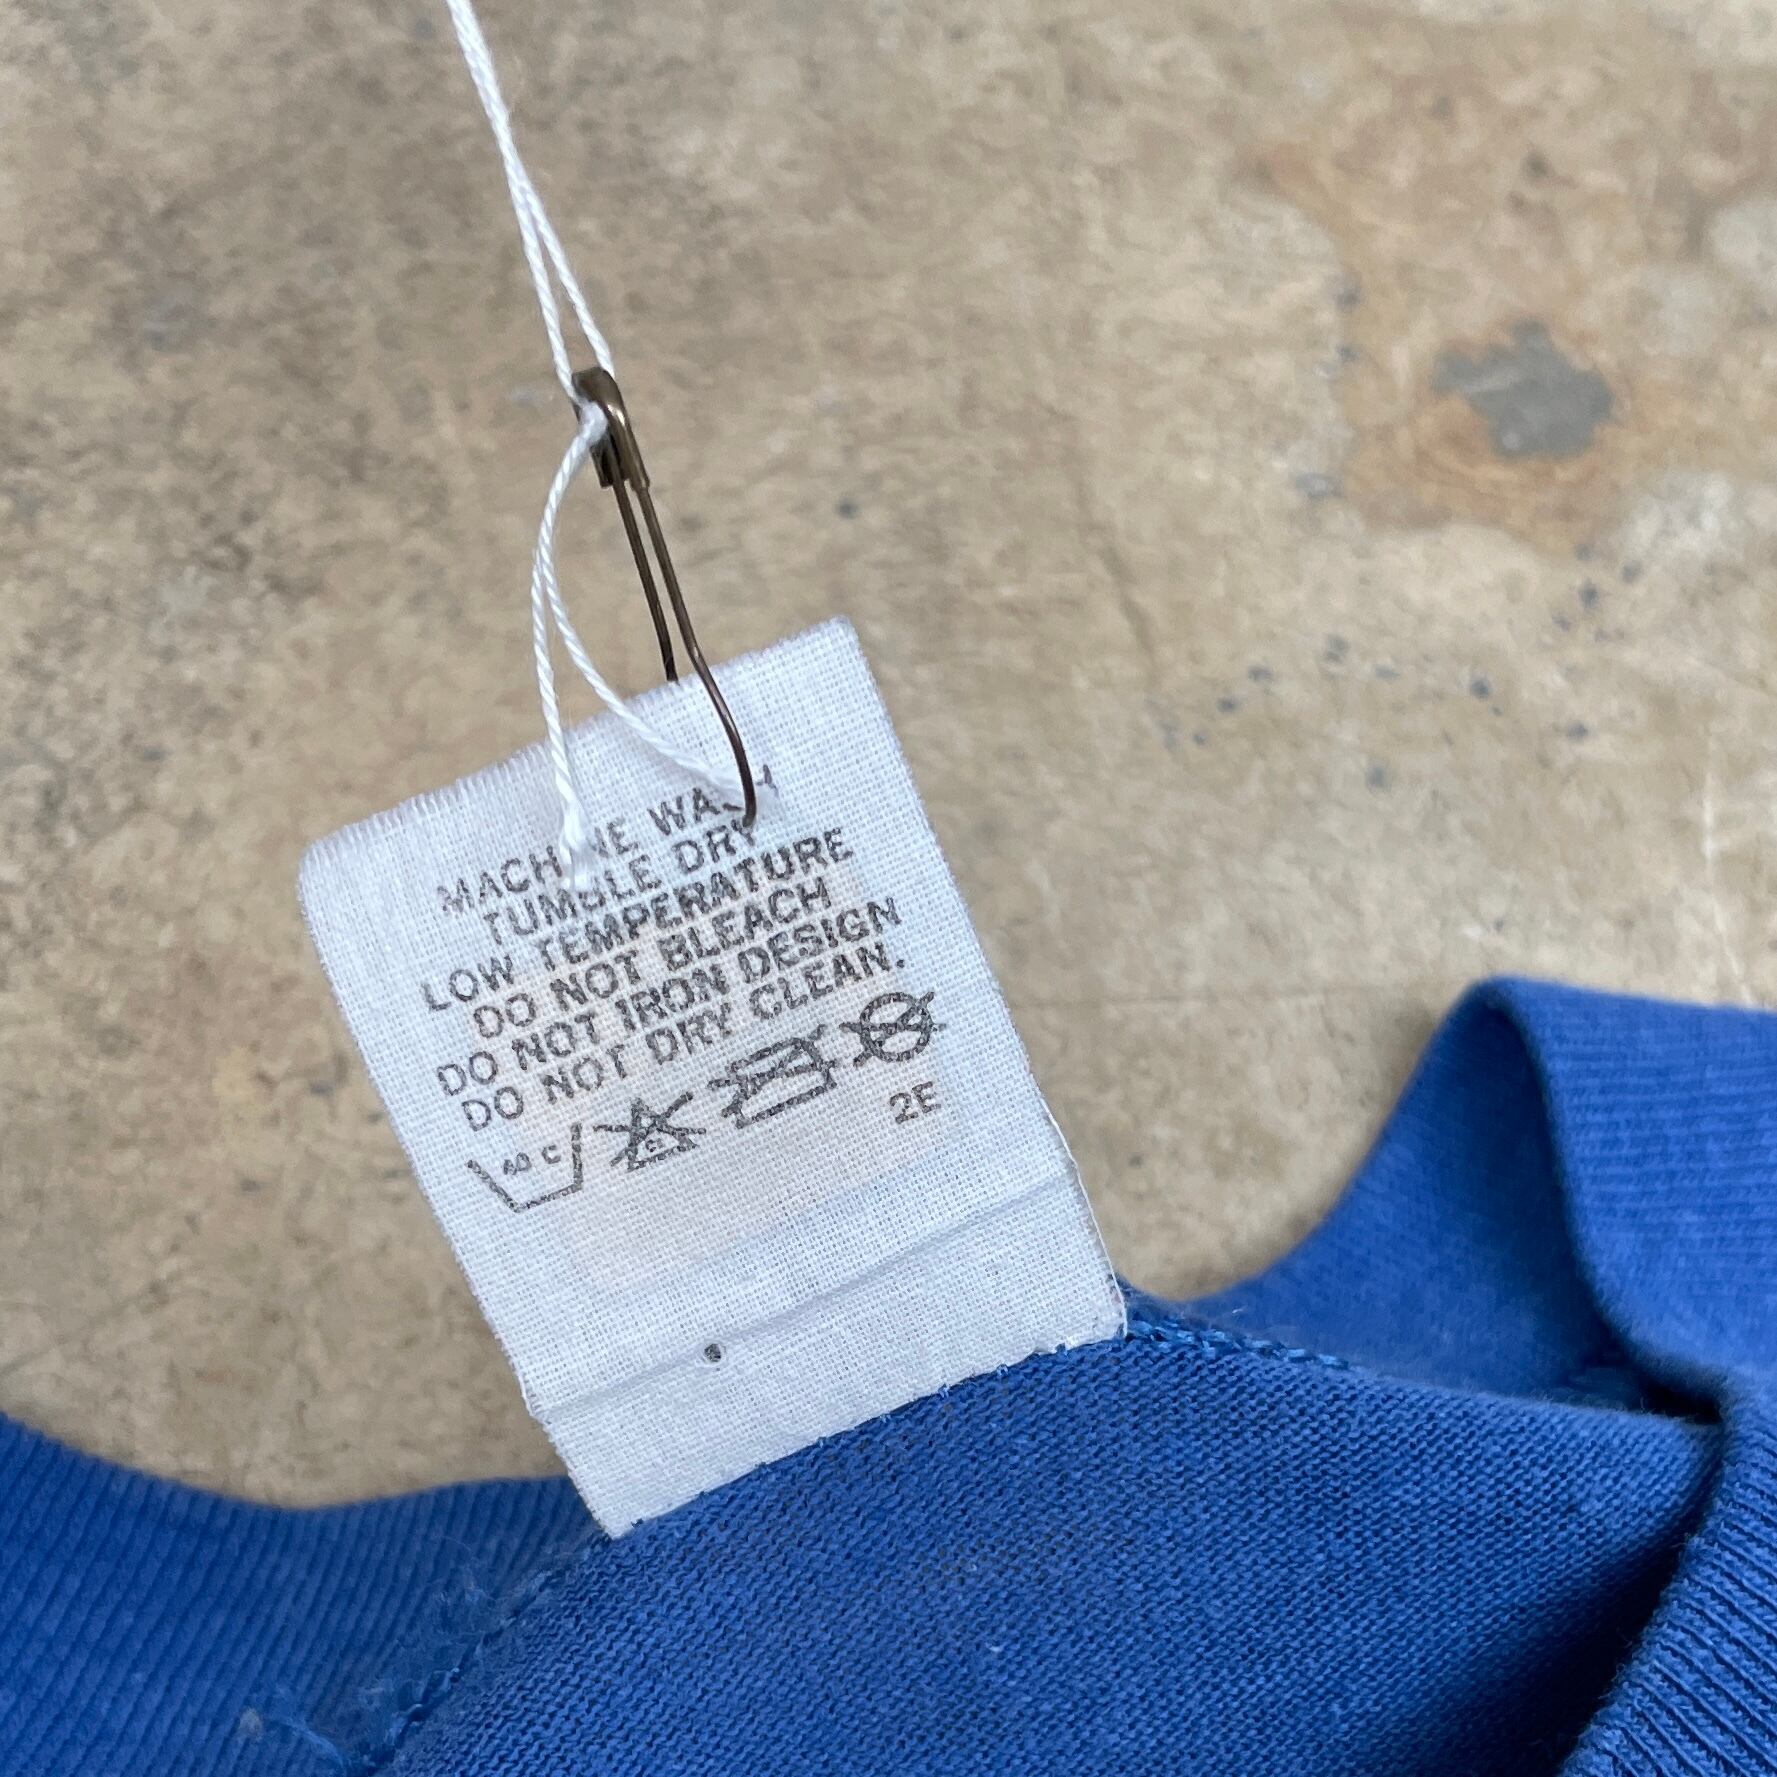 MACHINE WASH
TUMBLE DRY
LOW TEMPERATURE
DO NOT BLEACH
DO NOT IRON DESIGN
DO NOT DRY CLEAN.
40 C
CL
2E